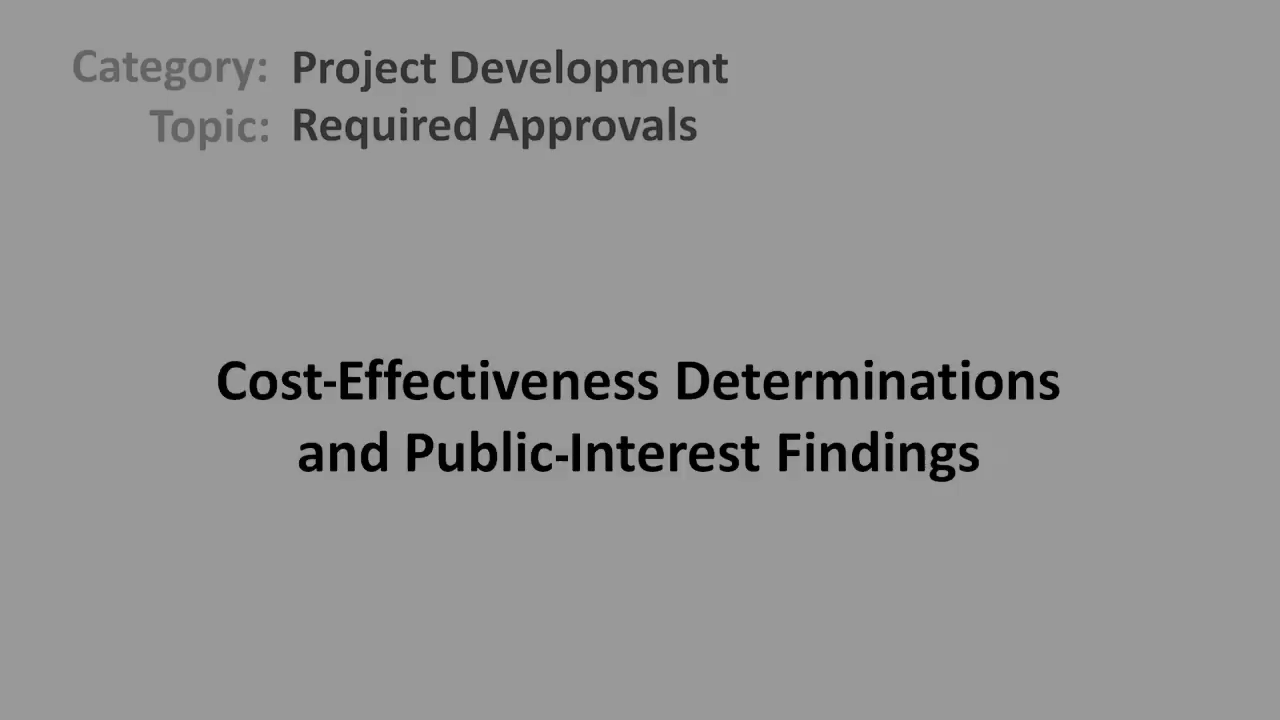 Category: Project Development
Topic: Required Approvals
Cost-Effectiveness Determinations
and Public-Interest Findings